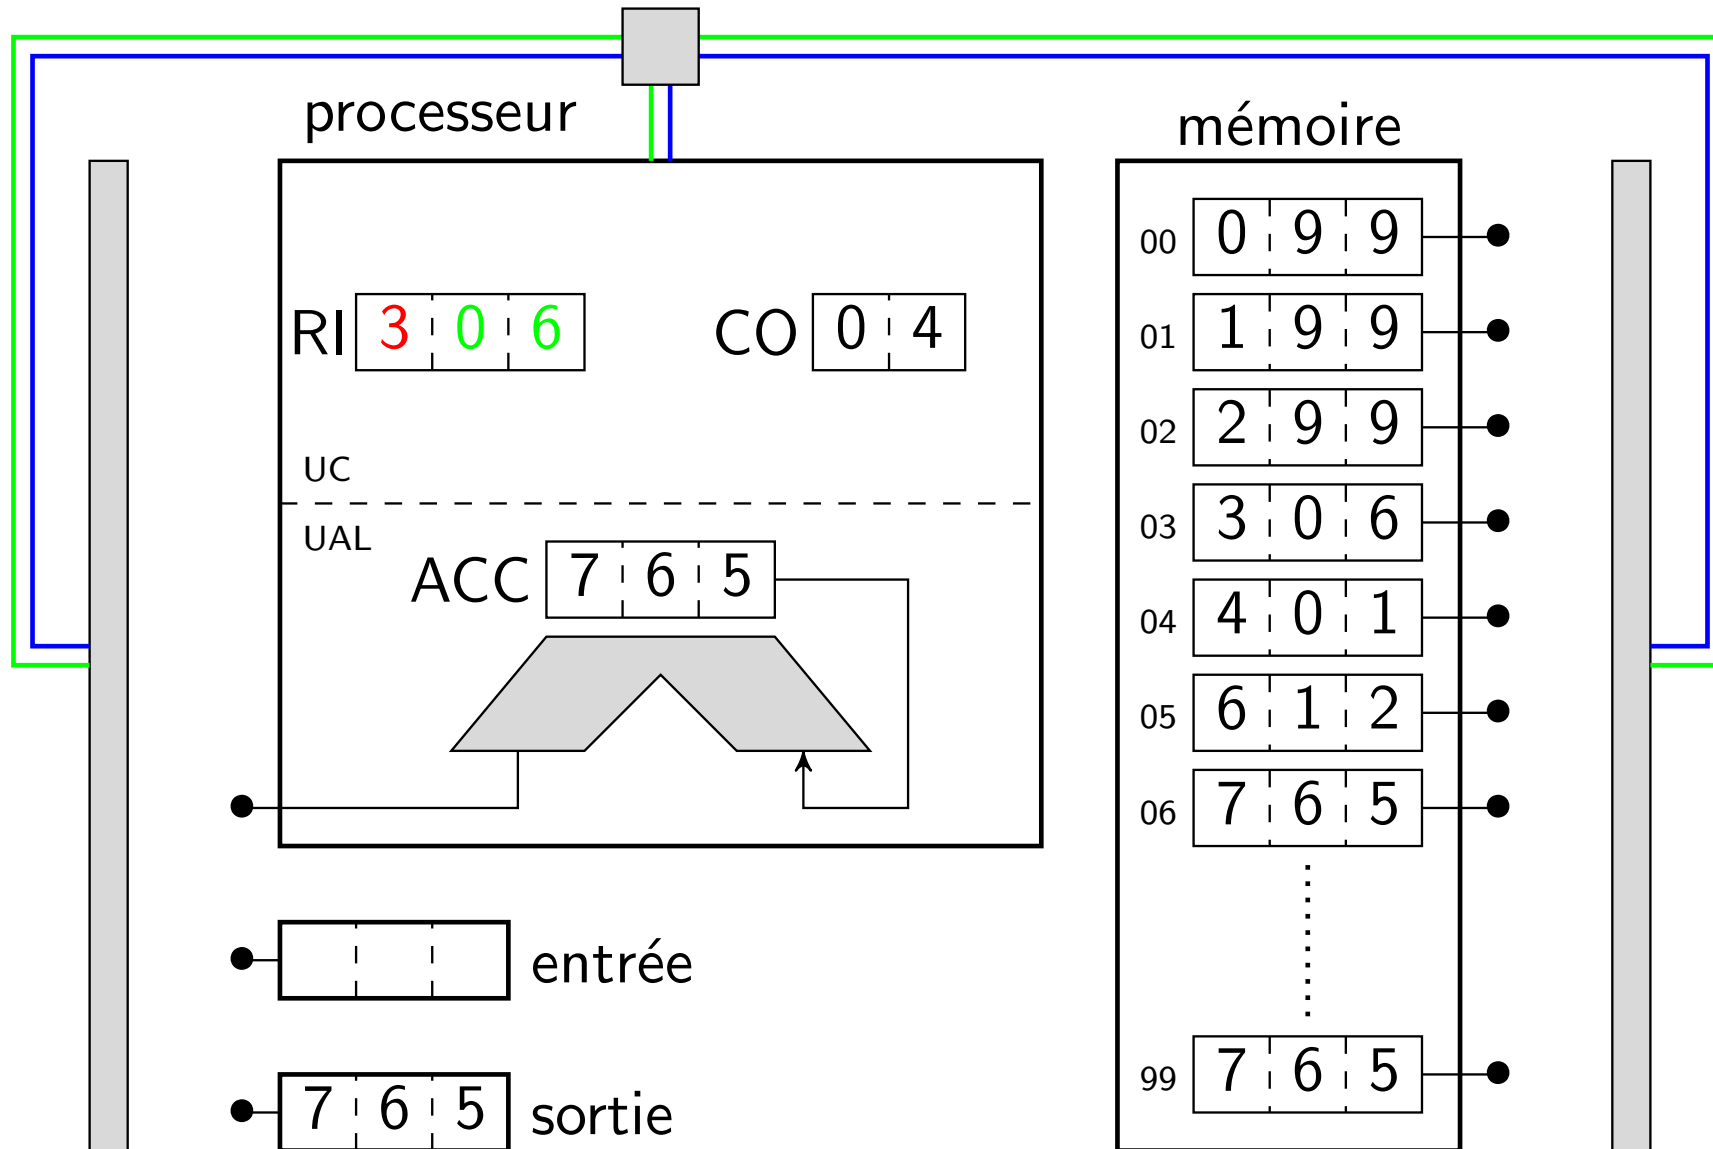 processeur
mémoire
00 0 9 9
RI 3 0 6 CO 0 4
01 1 9 9
02 2 9 9
UC
03 3 0 6
UAL
ACC 7 6 5
04 4 0 1
05 6 1 2
06 7 6 5
entrée
99 7 6 5
7 6 5 sortie